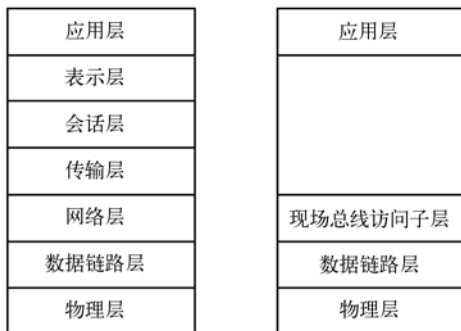 应用层
表示层
会话层
传输层
网络层
数据链路层
物理层
应用层
现场总线访问子层
数据链路层
物理层